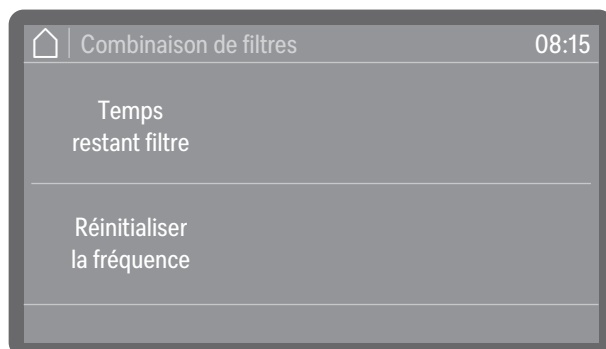 Combinaison de filtres 08:15
Temps
restant filtre
Réinitialiser
la fréquence